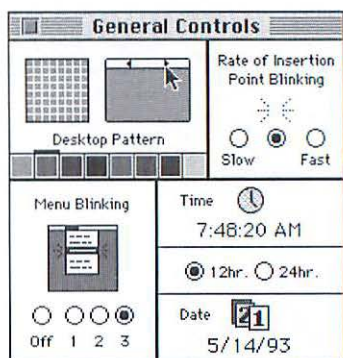 General Controls
Desktop Pattern
Rate of Insertion
Point Blinking
Slow Fast
Menu Blinking
Off 1 2 3
Time
7:48:20 AM
12hr. 24hr.
Date 21
5/14/93